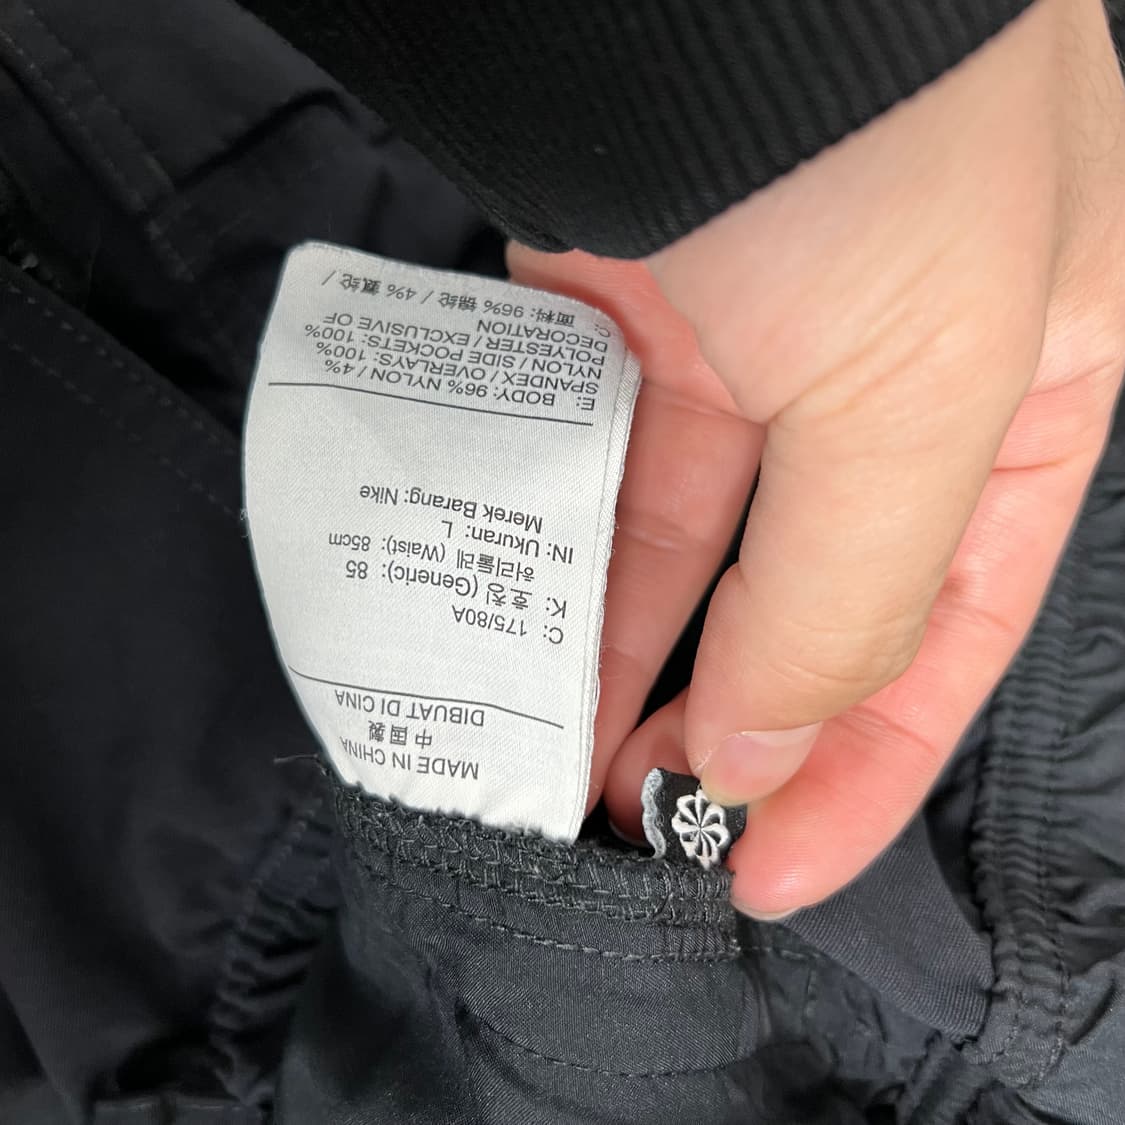 MADE IN CHINA
中国製
DIBUAT DI CINA
C: 175/80A
K: 호칭 (Generic): 85
허리둘레 (Waist): 85cm
IN: Ukuran: L
Merek Barang: Nike
E: BODY: 96% NYLON / 4%
SPANDEX / OVERLAYS: 100%
NYLON / SIDE POCKETS: 100%
POLYESTER / EXCLUSIVE OF
DECORATION
C: 面料: 96% 锦纶 / 4% 氨纶 /